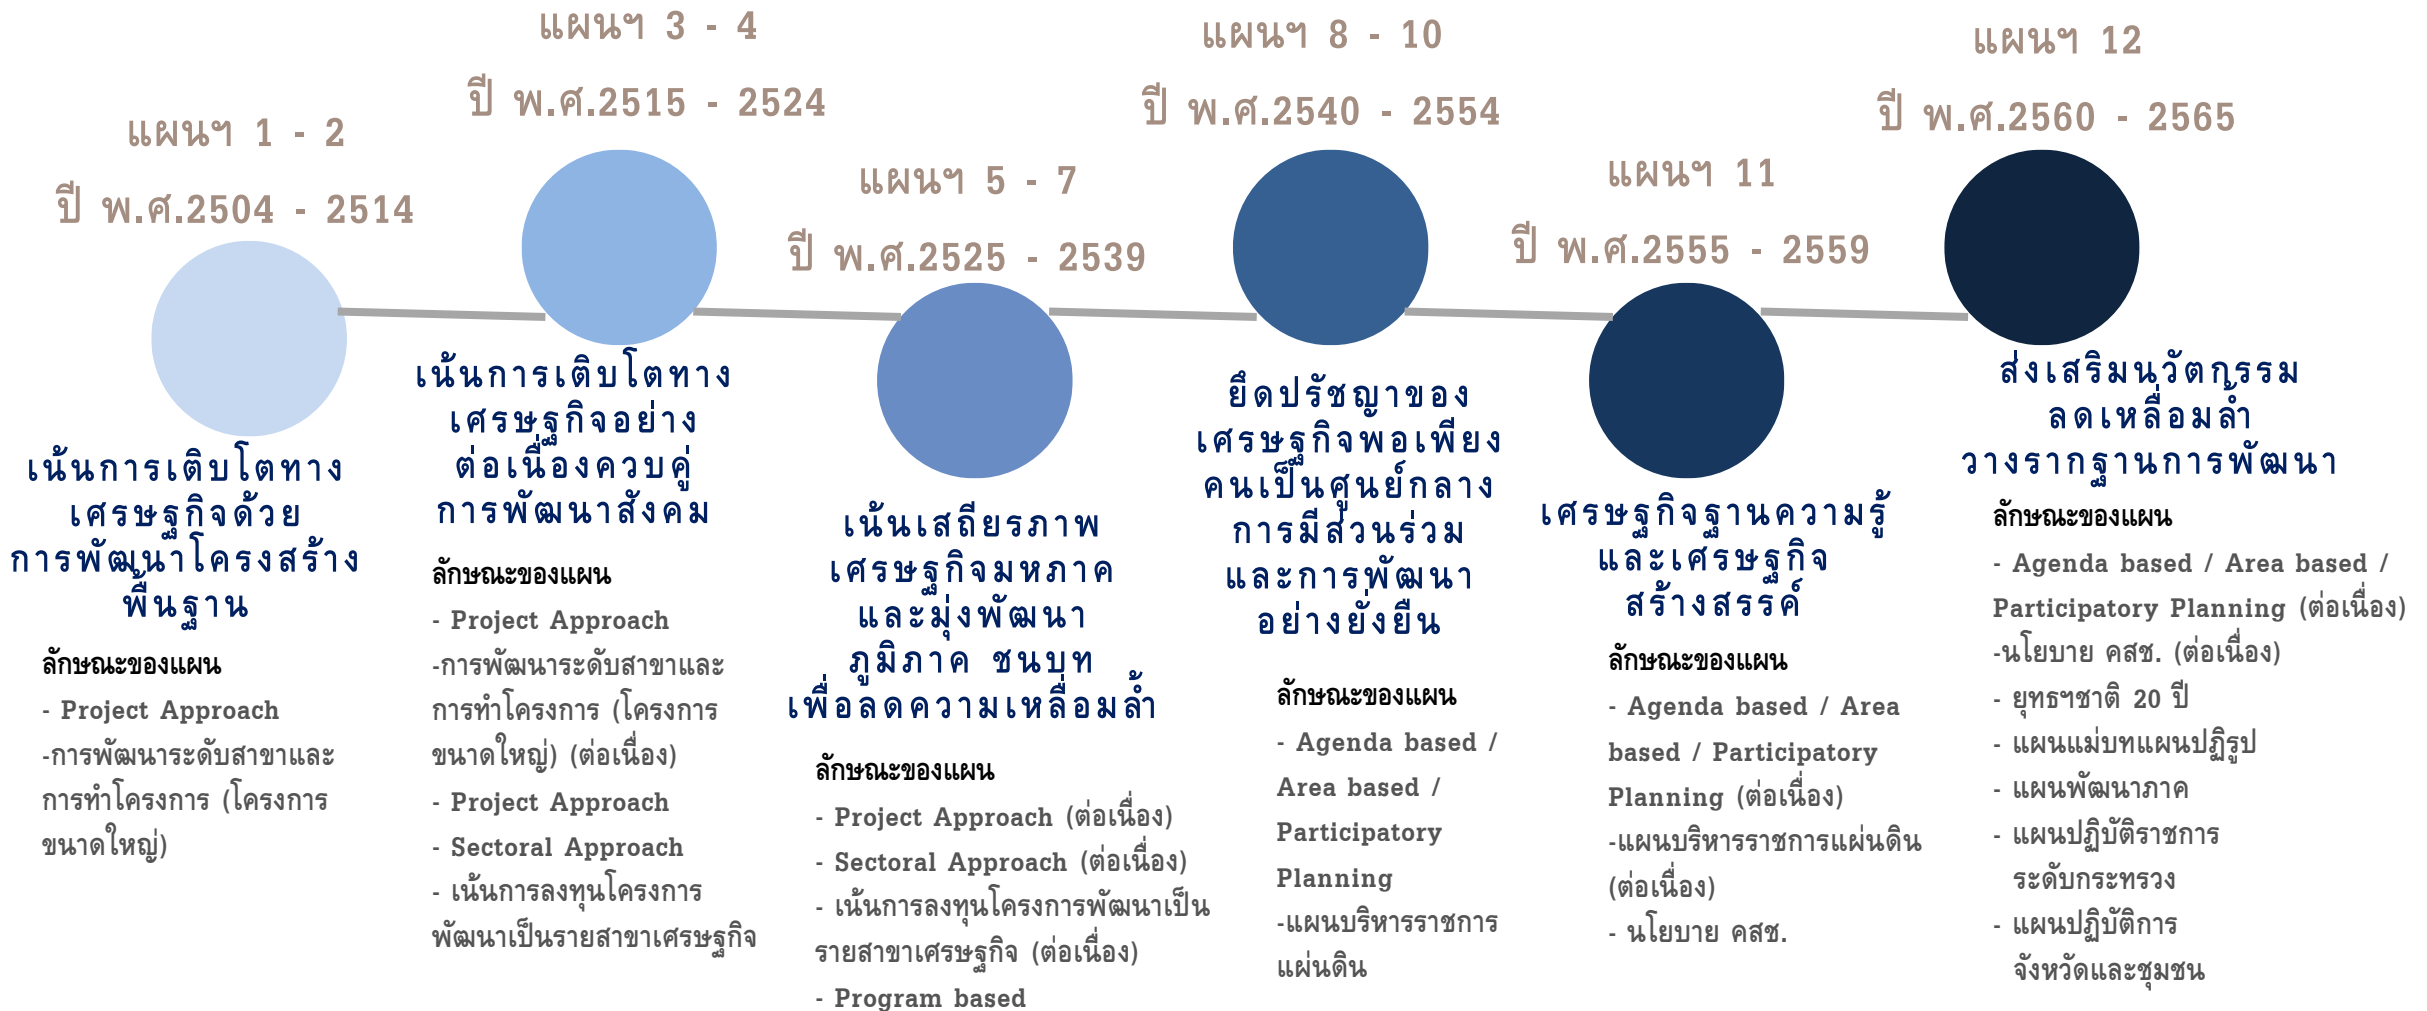 แผนฯ 1 - 2
ปี พ.ศ.2504 - 2514
เน้นการเติบโตทาง
เศรษฐกิจด้วย
การพัฒนาโครงสร้าง
พื้นฐาน
ลักษณะของแผน
- Project Approach
-การพัฒนาระดับสาขาและ
การทำโครงการ (โครงการ
ขนาดใหญ่)
แผนฯ 3 - 4
ปี พ.ศ.2515 - 2524
เน้นการเติบโตทาง
เศรษฐกิจอย่าง
ต่อเนื่องควบคู่
การพัฒนาสังคม
ลักษณะของแผน
- Project Approach
-การพัฒนาระดับสาขาและ
การทำโครงการ (โครงการ
ขนาดใหญ่) (ต่อเนื่อง)
- Project Approach
- Sectoral Approach
- เน้นการลงทุนโครงการ
พัฒนาเป็นรายสาขาเศรษฐกิจ
แผนฯ 5 - 7
ปี พ.ศ.2525 - 2539
เน้นเสถียรภาพ
เศรษฐกิจมหภาค
และมุ่งพัฒนา
ภูมิภาค ชนบท
เพื่อลดความเหลื่อมล้ำ
ลักษณะของแผน
- Project Approach (ต่อเนื่อง)
- Sectoral Approach (ต่อเนื่อง)
- เน้นการลงทุนโครงการพัฒนาเป็น
รายสาขาเศรษฐกิจ (ต่อเนื่อง)
- Program based
แผนฯ 8 - 10
ปี พ.ศ.2540 - 2554
ยึดปรัชญาของ
เศรษฐกิจพอเพียง
คนเป็นศูนย์กลาง
การมีส่วนร่วม
และการพัฒนา
อย่างยั่งยืน
ลักษณะของแผน
- Agenda based /
Area based /
Participatory
Planning
-แผนบริหารราชการ
แผ่นดิน
แผนฯ 11
ปี พ.ศ.2555 - 2559
เศรษฐกิจฐานความรู้
และเศรษฐกิจ
สร้างสรรค์
ลักษณะของแผน
- Agenda based / Area
based / Participatory
Planning (ต่อเนื่อง)
-แผนบริหารราชการแผ่นดิน
(ต่อเนื่อง)
- นโยบาย คสช.
แผนฯ 12
ปี พ.ศ.2560 - 2565
ส่งเสริมนวัตกรรม
ลดเหลื่อมล้ำ
วางรากฐานการพัฒนา
ลักษณะของแผน
- Agenda based / Area based /
Participatory Planning (ต่อเนื่อง)
-นโยบาย คสช. (ต่อเนื่อง)
- ยุทธฯชาติ 20 ปี
- แผนแม่บทแผนปฏิรูป
- แผนพัฒนาภาค
- แผนปฏิบัติราชการ
ระดับกระทรวง
- แผนปฏิบัติการ
จังหวัดและชุมชน